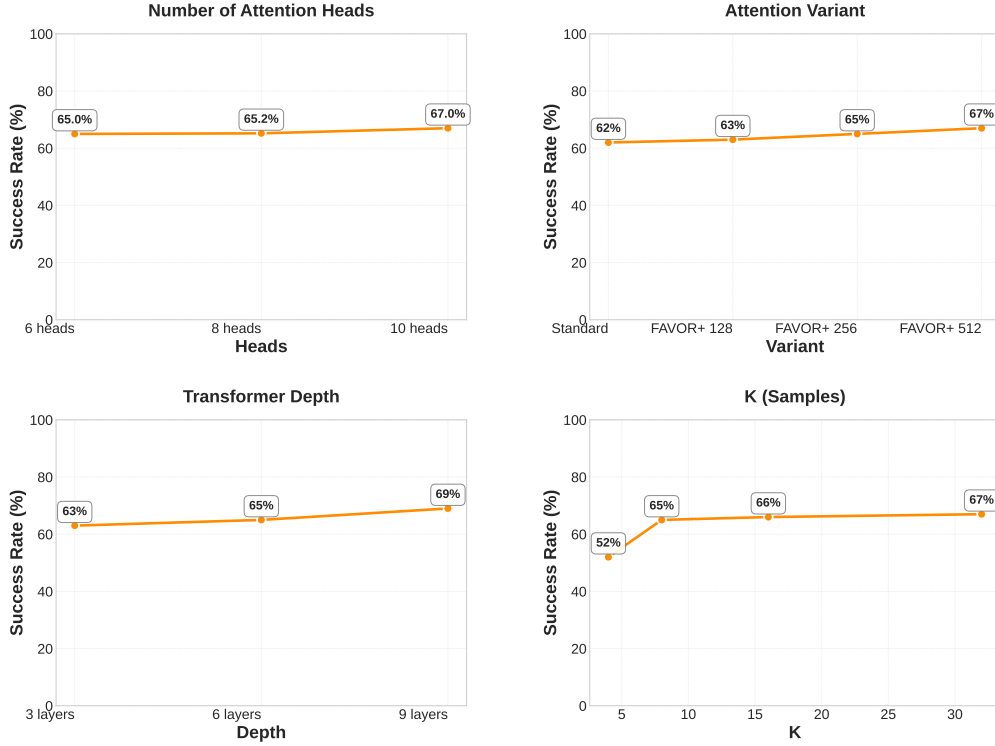 Number of Attention Heads
100
80
60
40
20
0
Success Rate (%)
65.0%
65.2%
67.0%
6 heads
8 heads
10 heads
Heads
Attention Variant
100
80
60
40
20
0
Success Rate (%)
62%
63%
65%
67%
Standard
FAVOR+ 128
FAVOR+ 256
FAVOR+ 512
Variant
Transformer Depth
100
80
60
40
20
0
Success Rate (%)
63%
65%
69%
3 layers
6 layers
9 layers
Depth
K (Samples)
100
80
60
40
20
0
Success Rate (%)
52%
65%
66%
67%
5
10
15
20
25
30
K